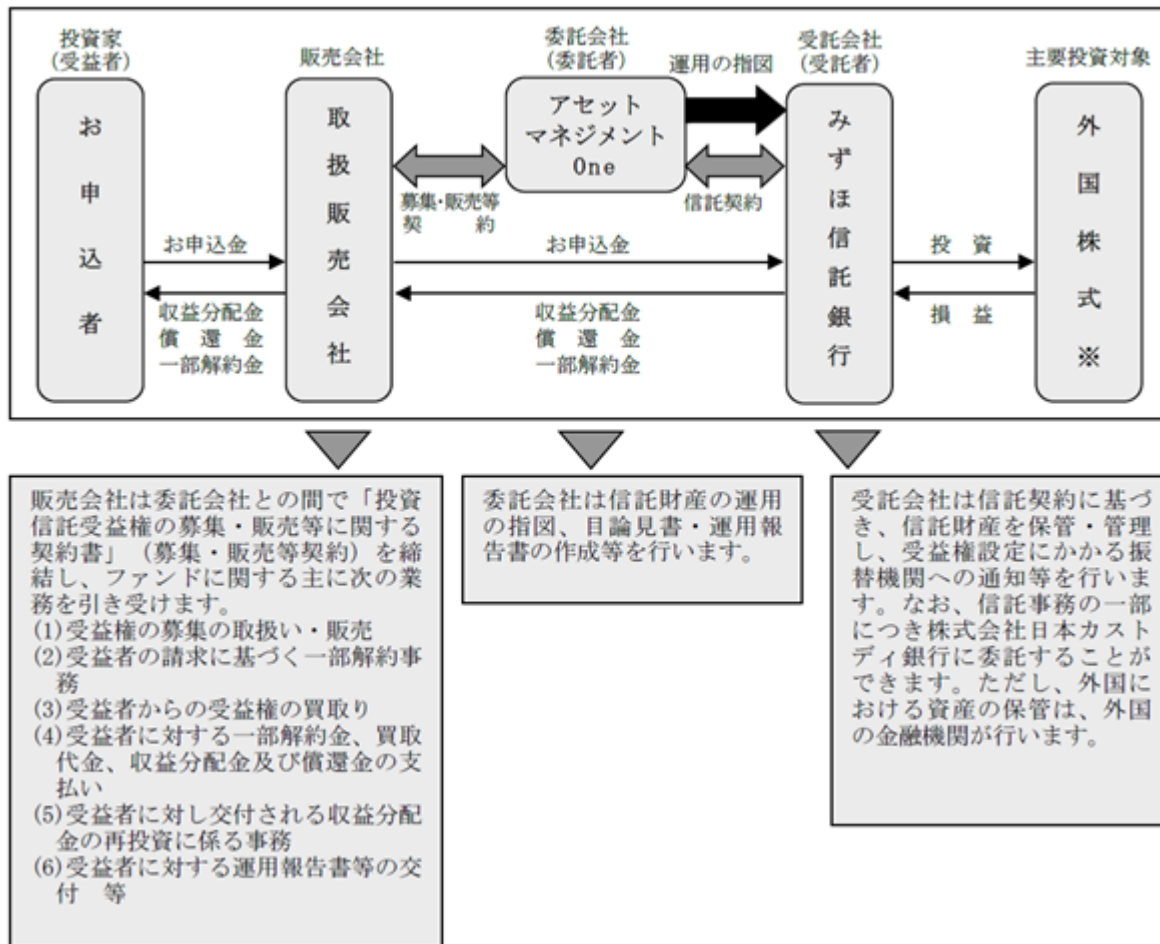 投資家
(受益者)
お申込者
販売会社
取扱販売会社
委託会社
(委託者)
アセット
マネジメント
One
運用の指図
受託会社
(受託者)
みずほ信託銀行
主要投資対象
外国株式※
募集・販売等
契　約
信託契約
お申込金
お申込金
投　資
収益分配金
償　還　金
一部解約金
収益分配金
償　還　金
一部解約金
損　益
販売会社は委託会社との間で「投資
信託受益権の募集・販売等に関する
契約書」（募集・販売等契約）を締
結し、ファンドに関する主に次の業
務を引き受けます。
(1)受益権の募集の取扱い・販売
(2)受益者の請求に基づく一部解約事
務
(3)受益者からの受益権の買取り
(4)受益者に対する一部解約金、買取
代金、収益分配金及び償還金の支
払い
(5)受益者に対し交付される収益分配
金の再投資に係る事務
(6)受益者に対する運用報告書等の交
付　等
委託会社は信託財産の運用
の指図、目論見書・運用報
告書の作成等を行います。
受託会社は信託契約に基づ
き、信託財産を保管・管理
し、受益権設定にかかる振
替機関への通知等を行いま
す。なお、信託事務の一部
につき株式会社日本カスト
ディ銀行に委託することが
できます。ただし、外国に
おける資産の保管は、外国
の金融機関が行います。